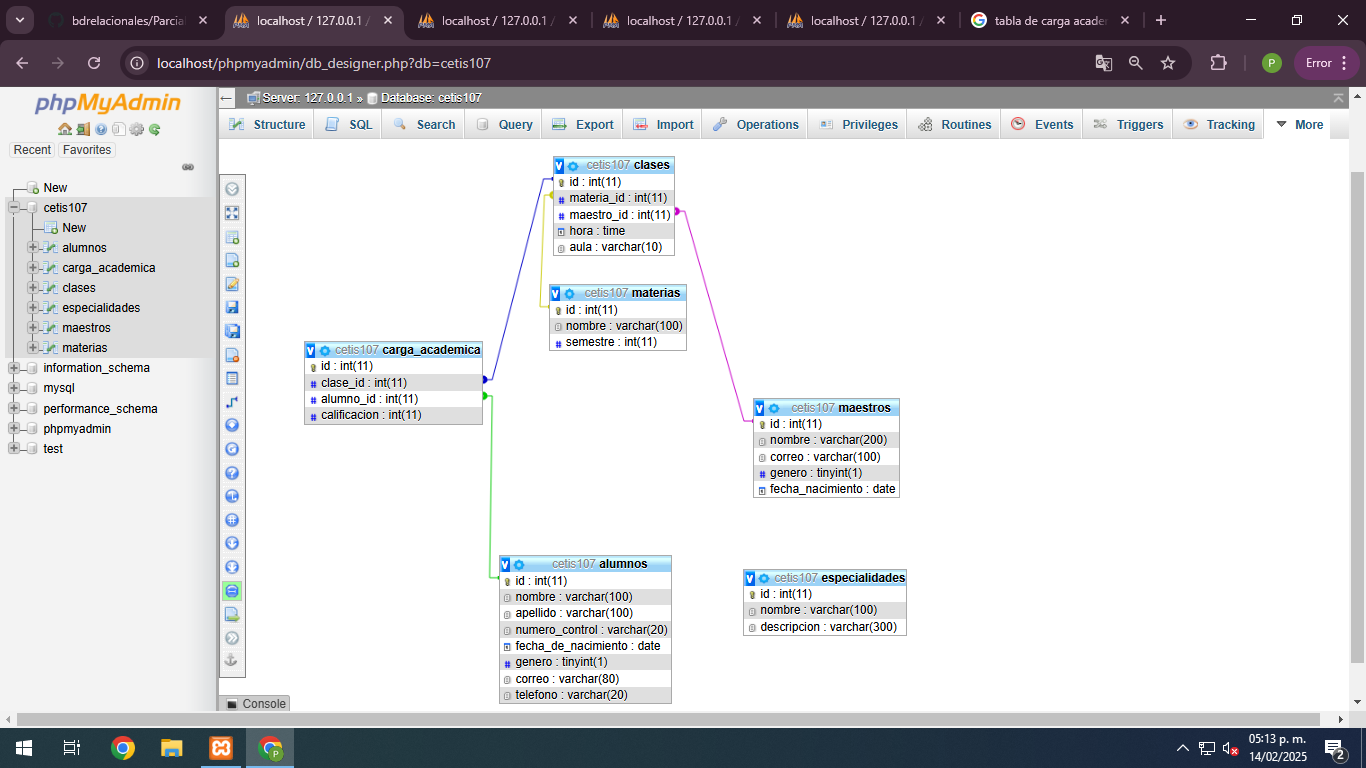 bdrelacionales/Parcial
localhost / 127.0.0.1 /
localhost / 127.0.0.1 /
localhost / 127.0.0.1 /
localhost / 127.0.0.1 /
tabla de carga acade
localhost/phpmyadmin/db_designer.php?db=cetis107
P
Error
phpMyAdmin
Recent
Favorites
New
cetis107
New
alumnos
carga_academica
clases
especialidades
maestros
materias
information_schema
mysql
performance_schema
phpmyadmin
test
Server: 127.0.0.1 » Database: cetis107
Structure
SQL
Search
Query
Export
Import
Operations
Privileges
Routines
Events
Triggers
Tracking
More
cetis107 clases
id : int(11)
materia_id : int(11)
maestro_id : int(11)
hora : time
aula : varchar(10)
cetis107 materias
id : int(11)
nombre : varchar(100)
semestre : int(11)
cetis107 carga_academica
id : int(11)
clase_id : int(11)
alumno_id : int(11)
calificacion : int(11)
cetis107 maestros
id : int(11)
nombre : varchar(200)
correo : varchar(100)
genero : tinyint(1)
fecha_nacimiento : date
cetis107 alumnos
id : int(11)
nombre : varchar(100)
apellido : varchar(100)
numero_control : varchar(20)
fecha_de_nacimiento : date
genero : tinyint(1)
correo : varchar(80)
telefono : varchar(20)
cetis107 especialidades
id : int(11)
nombre : varchar(100)
descripcion : varchar(300)
Console
05:13 p. m.
14/02/2025
2